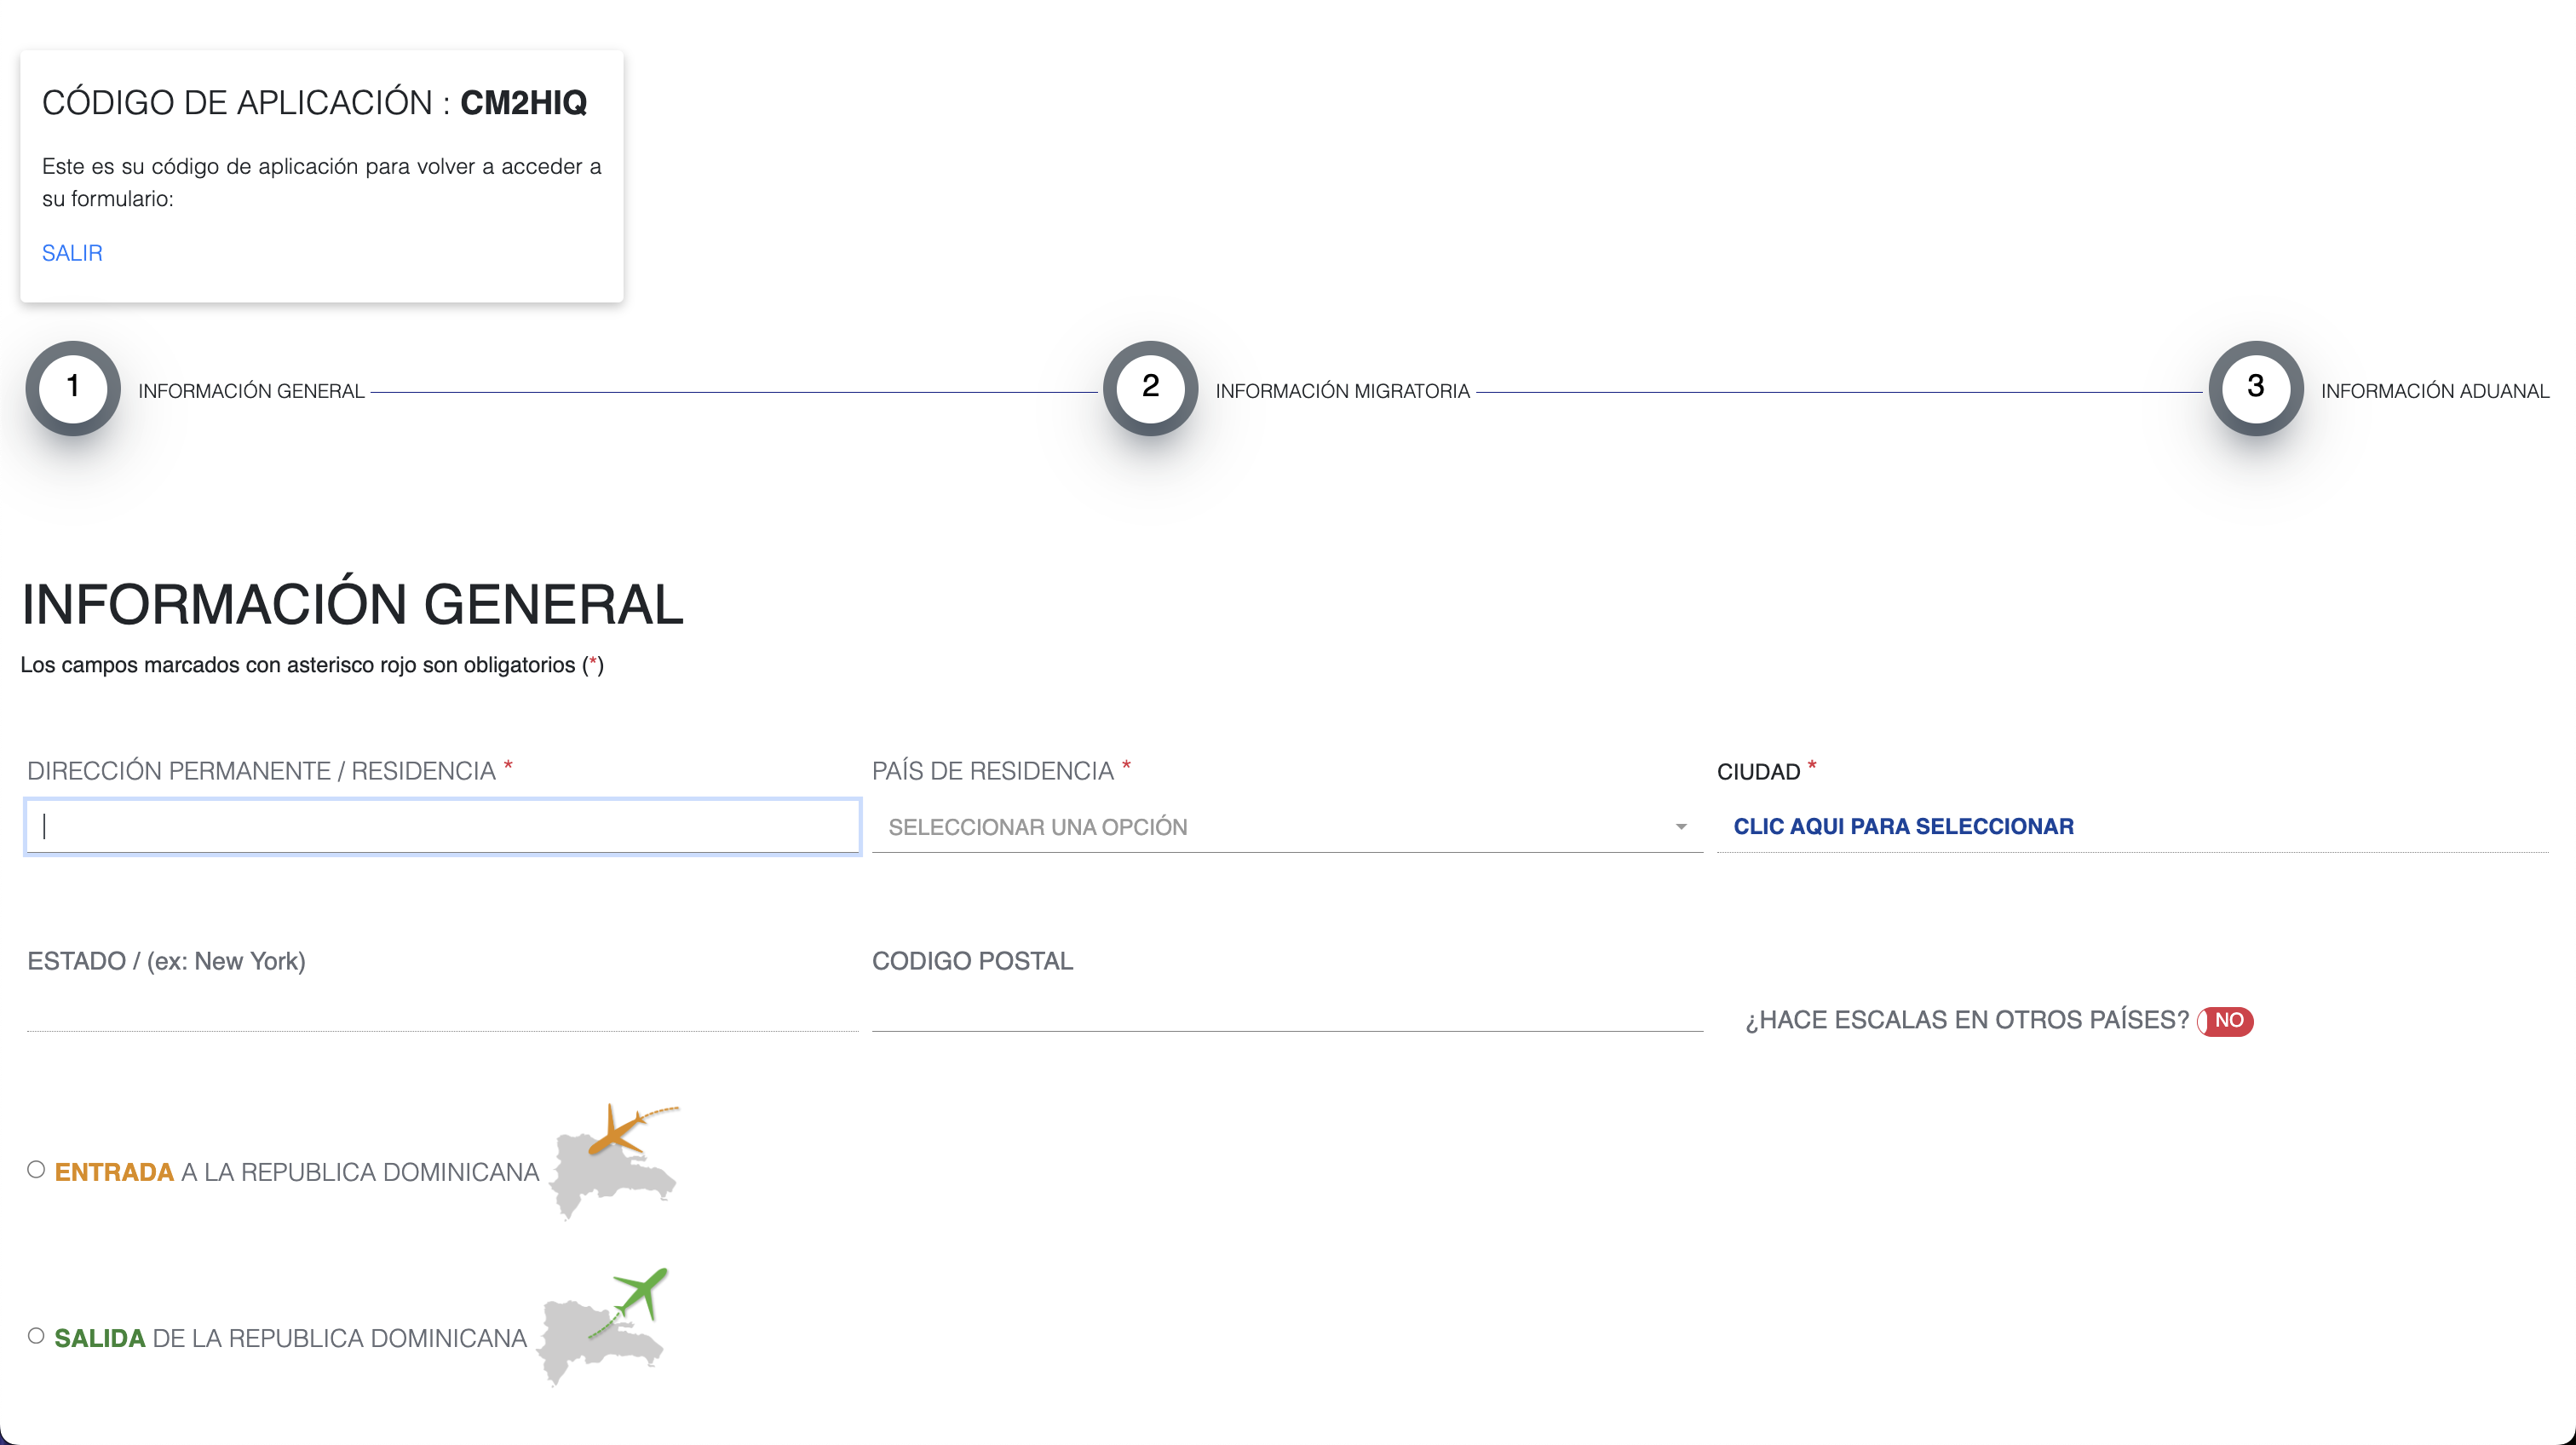 CÓDIGO DE APLICACIÓN : CM2HIQ
Este es su código de aplicación para volver a acceder a
su formulario:
SALIR
1 INFORMACIÓN GENERAL
2 INFORMACIÓN MIGRATORIA
3 INFORMACIÓN ADUANAL
INFORMACIÓN GENERAL
Los campos marcados con asterisco rojo son obligatorios (*)
DIRECCIÓN PERMANENTE / RESIDENCIA *
PAÍS DE RESIDENCIA *
SELECCIONAR UNA OPCIÓN
CIUDAD *
CLIC AQUI PARA SELECCIONAR
ESTADO / (ex: New York)
CODIGO POSTAL
¿HACE ESCALAS EN OTROS PAÍSES? NO
ENTRADA A LA REPUBLICA DOMINICANA
SALIDA DE LA REPUBLICA DOMINICANA